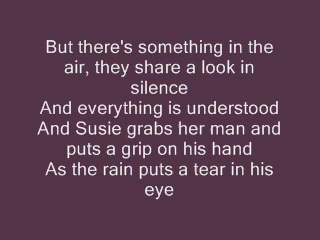 But there's something in the
air, they share a look in
silence
And everything is understood
And Susie grabs her man and
puts a grip on his hand
As the rain puts a tear in his
eye